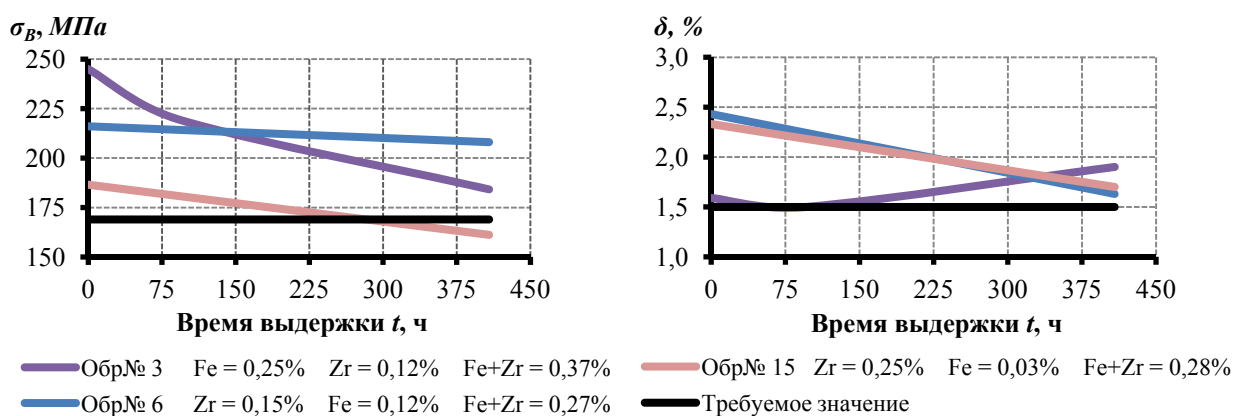 σ_B, МПа
250
225
200
175
150
0 75 150 225 300 375 450
Время выдержки t, ч
δ, %
3,0
2,5
2,0
1,5
1,0
0 75 150 225 300 375 450
Время выдержки t, ч
Обр№ 3 Fe = 0,25% Zr = 0,12% Fe+Zr = 0,37%
Обр№ 15 Zr = 0,25% Fe = 0,03% Fe+Zr = 0,28%
Обр№ 6 Zr = 0,15% Fe = 0,12% Fe+Zr = 0,27%
Требуемое значение